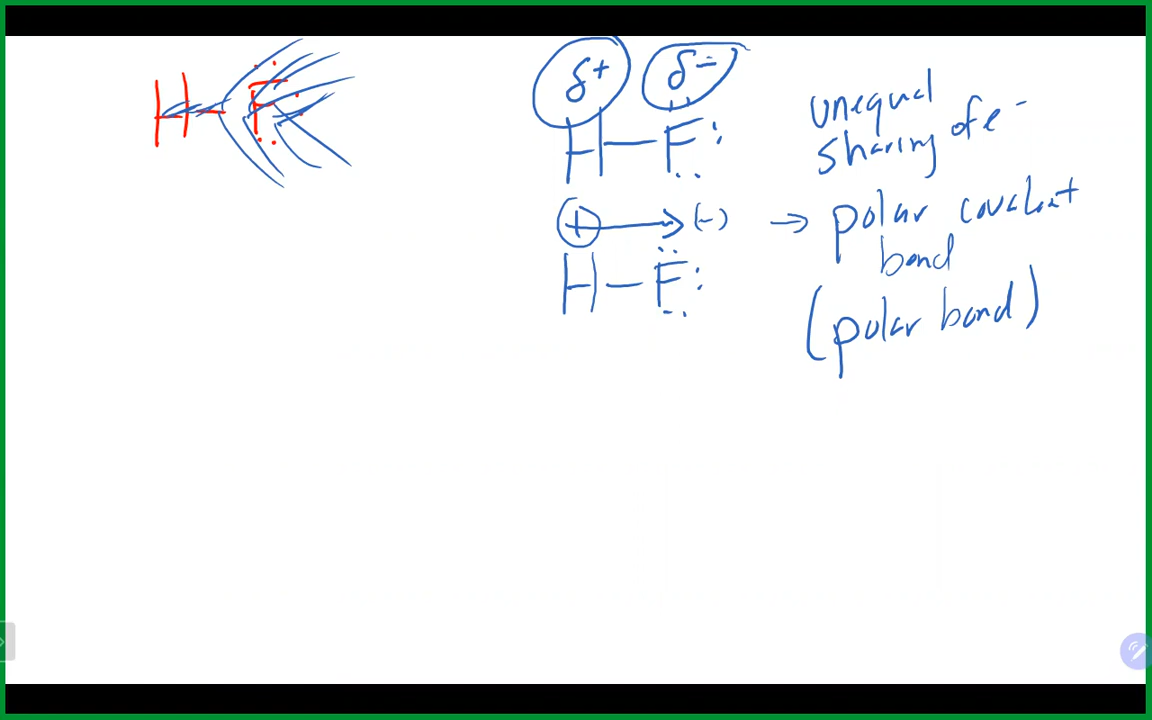 H–F
δ+ δ-
H–F:
+→(-)
H–F:
unequal
sharing of e-
→ polar covalent
bond
(polar bond)